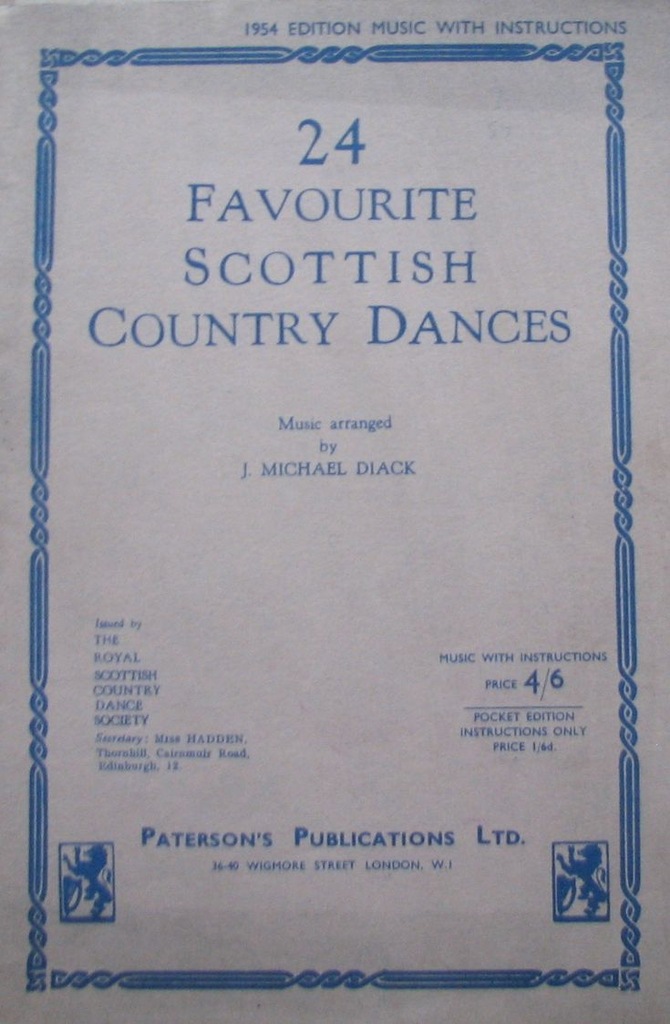 1954 EDITION MUSIC WITH INSTRUCTIONS
24
FAVOURITE
SCOTTISH
COUNTRY DANCES
Music arranged
by
J. MICHAEL DIACK
Issued by
THE
ROYAL
SCOTTISH
COUNTRY
DANCE
SOCIETY
Secretary: Miss HADDEN,
Thornhill, Cairnmuir Road,
Edinburgh, 12
MUSIC WITH INSTRUCTIONS
PRICE 4/6
POCKET EDITION
INSTRUCTIONS ONLY
PRICE 1/6d.
PATERSON'S PUBLICATIONS LTD.
36-40 WIGMORE STREET LONDON, W.1